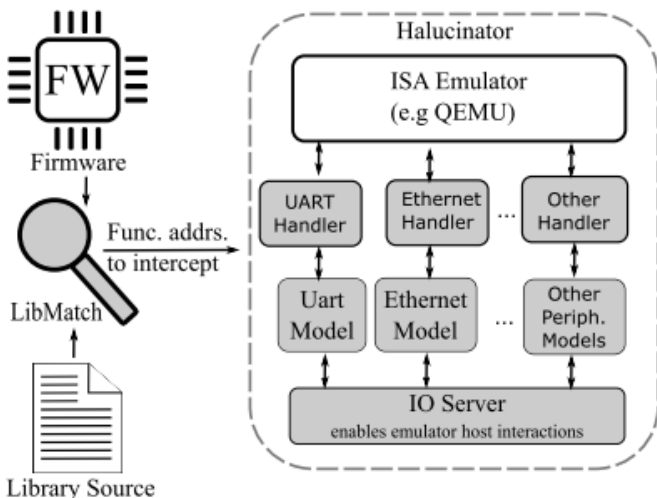 FW
Firmware
LibMatch
Library Source
Func. addrs.
to intercept
Halucinator
ISA Emulator
(e.g QEMU)
UART
Handler
Ethernet
Handler
...
Other
Handler
Uart
Model
Ethernet
Model
...
Other
Periph.
Models
IO Server
enables emulator host interactions